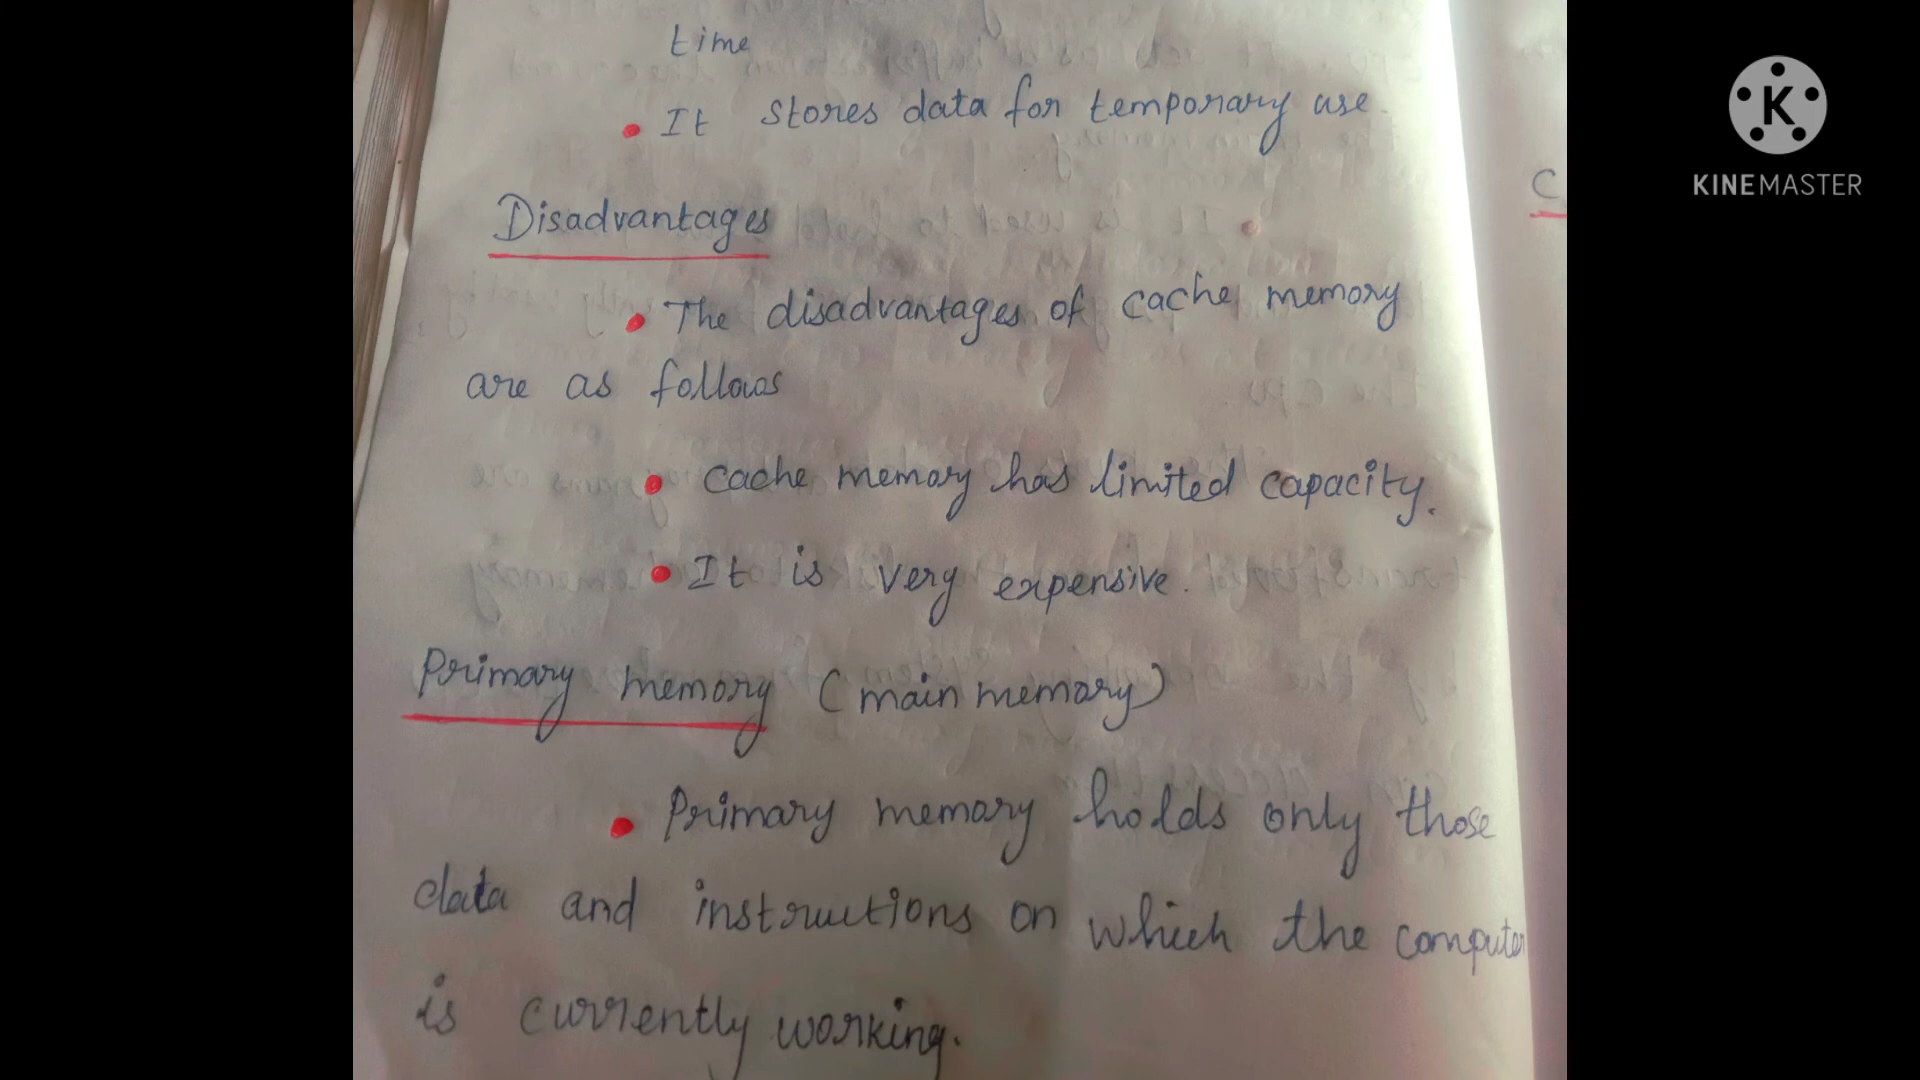 time
• It stores data for temporary use.
Disadvantages
• The disadvantages of cache memory
are as follows
• Cache memory has limited capacity.
• It is very expensive.
Primary memory (main memory)
• Primary memory holds only those
data and instructions on which the computer
is currently working.
C
K
KINEMASTER